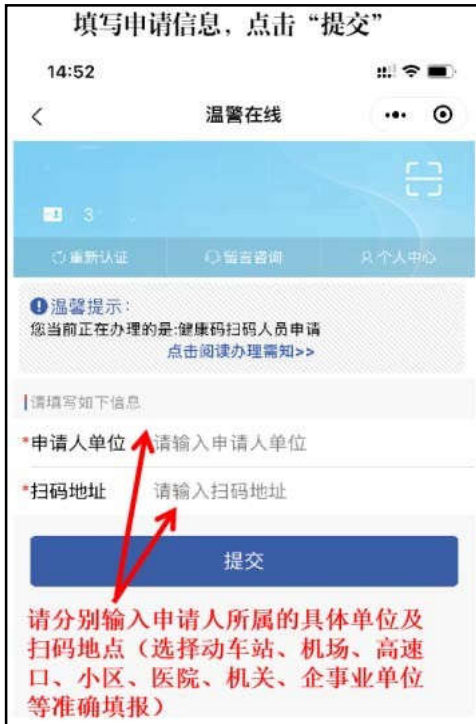 填写申请信息，点击“提交”
14:52
温警在线
3
重新认证 留言咨询 个人中心
温馨提示：
您当前正在办理的是:健康码扫码人员申请
点击阅读办理需知>>
请填写如下信息
*申请人单位 请输入申请人单位
*扫码地址 请输入扫码地址
提交
请分别输入申请人所属的具体单位及
扫码地点（选择动车站、机场、高速
口、小区、医院、机关、企事业单位
等准确填报）